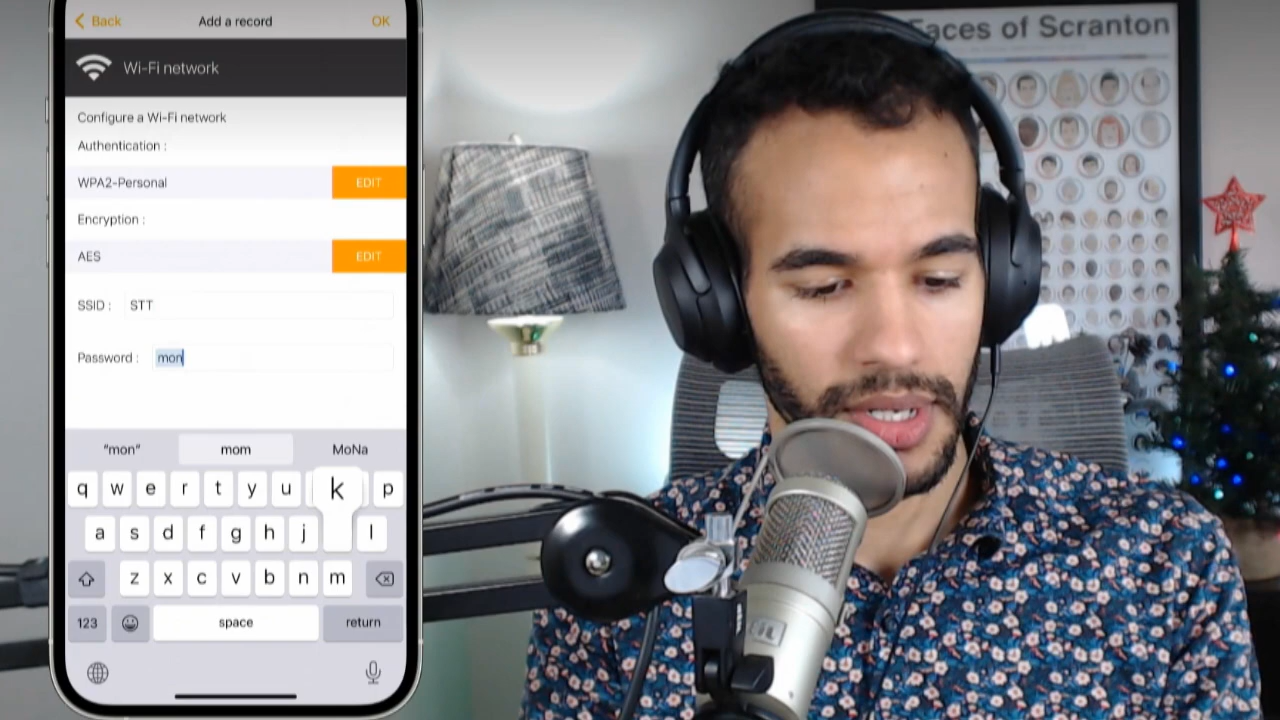 Back Add a record OK
Wi-Fi network
Configure a Wi-Fi network
Authentication :
WPA2-Personal EDIT
Encryption :
AES EDIT
SSID : STT
Password : mon
"mon" mom MoNa
q w e r t y u k p
a s d f g h j l
z x c v b n m
123 space return
Faces of Scranton